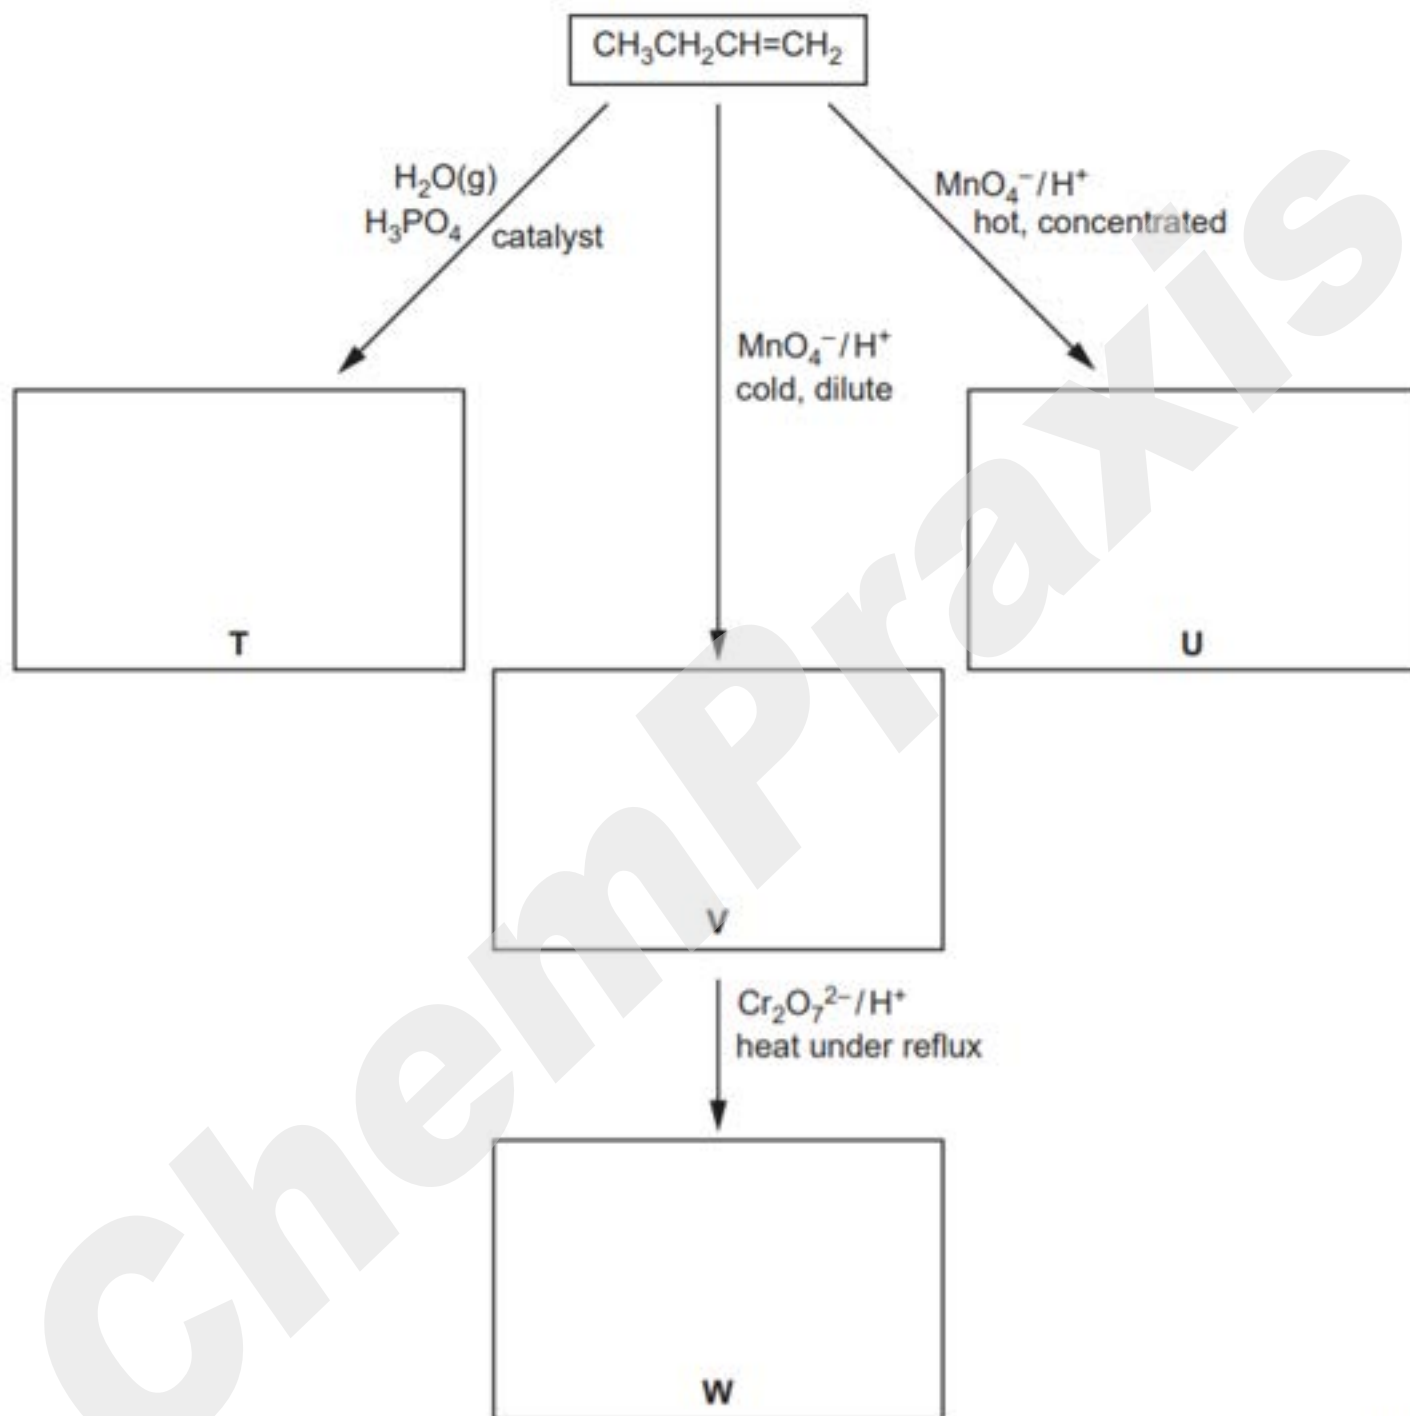 CH₃CH₂CH=CH₂
H₂O(g)
H₃PO₄ catalyst
MnO₄⁻/H⁺
hot, concentrated
MnO₄⁻/H⁺
cold, dilute
T
U
V
Cr₂O₇²⁻/H⁺
heat under reflux
W
ChemPraxis